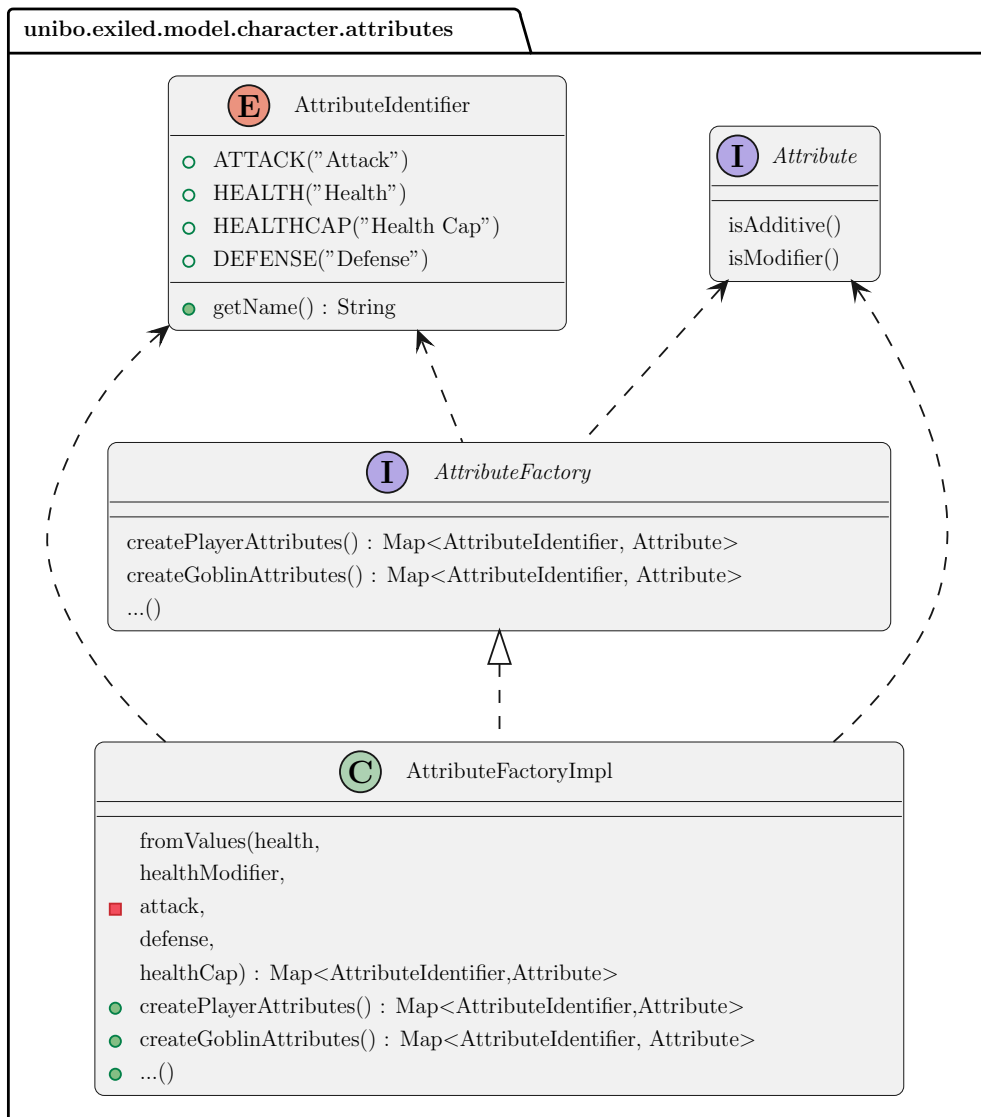 unibo.exiled.model.character.attributes
E AttributeIdentifier
ATTACK("Attack")
HEALTH("Health")
HEALTHCAP("Health Cap")
DEFENSE("Defense")
getName() : String
I Attribute
isAdditive()
isModifier()
I AttributeFactory
createPlayerAttributes() : Map<AttributeIdentifier, Attribute>
createGoblinAttributes() : Map<AttributeIdentifier, Attribute>
...()
C AttributeFactoryImpl
fromValues(health,
healthModifier,
attack,
defense,
healthCap) : Map<AttributeIdentifier,Attribute>
createPlayerAttributes() : Map<AttributeIdentifier,Attribute>
createGoblinAttributes() : Map<AttributeIdentifier, Attribute>
...()